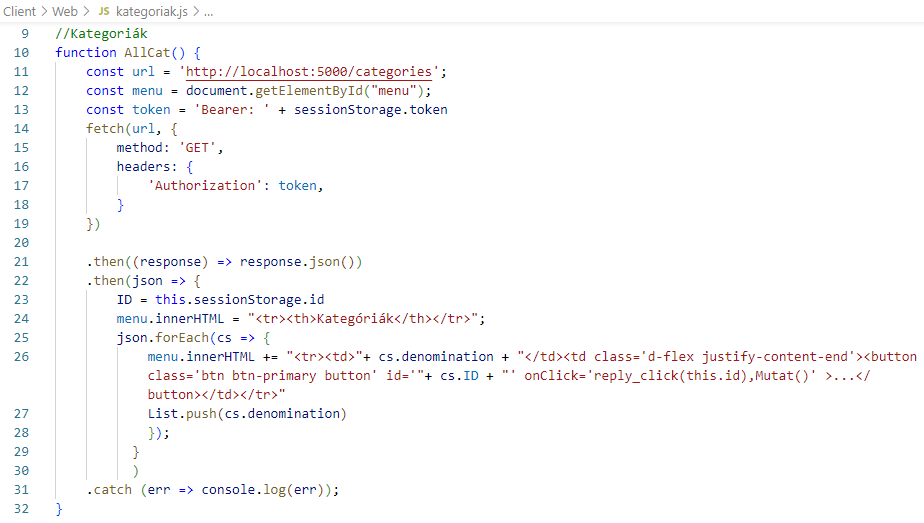 Client > Web > JS kategoriak.js > ...
9 //Kategoriák
10 function AllCat() {
11 const url = 'http://localhost:5000/categories';
12 const menu = document.getElementById("menu");
13 const token = 'Bearer: ' + sessionStorage.token
14 fetch(url, {
15 method: 'GET',
16 headers: {
17 'Authorization': token,
18 }
19 })
20
21 .then((response) => response.json())
22 .then(json => {
23 ID = this.sessionStorage.id
24 menu.innerHTML = "<tr><th>Kategóriák</th></tr>";
25 json.forEach(cs => {
26 menu.innerHTML += "<tr><td>"+ cs.denomination + "</td><td class='d-flex justify-content-end'><button
class='btn btn-primary button' id='"+ cs.ID + "' onClick='reply_click(this.id),Mutat()' >...</
button></td></tr>"
27 List.push(cs.denomination)
28 });
29 }
30 )
31 .catch (err => console.log(err));
32 }